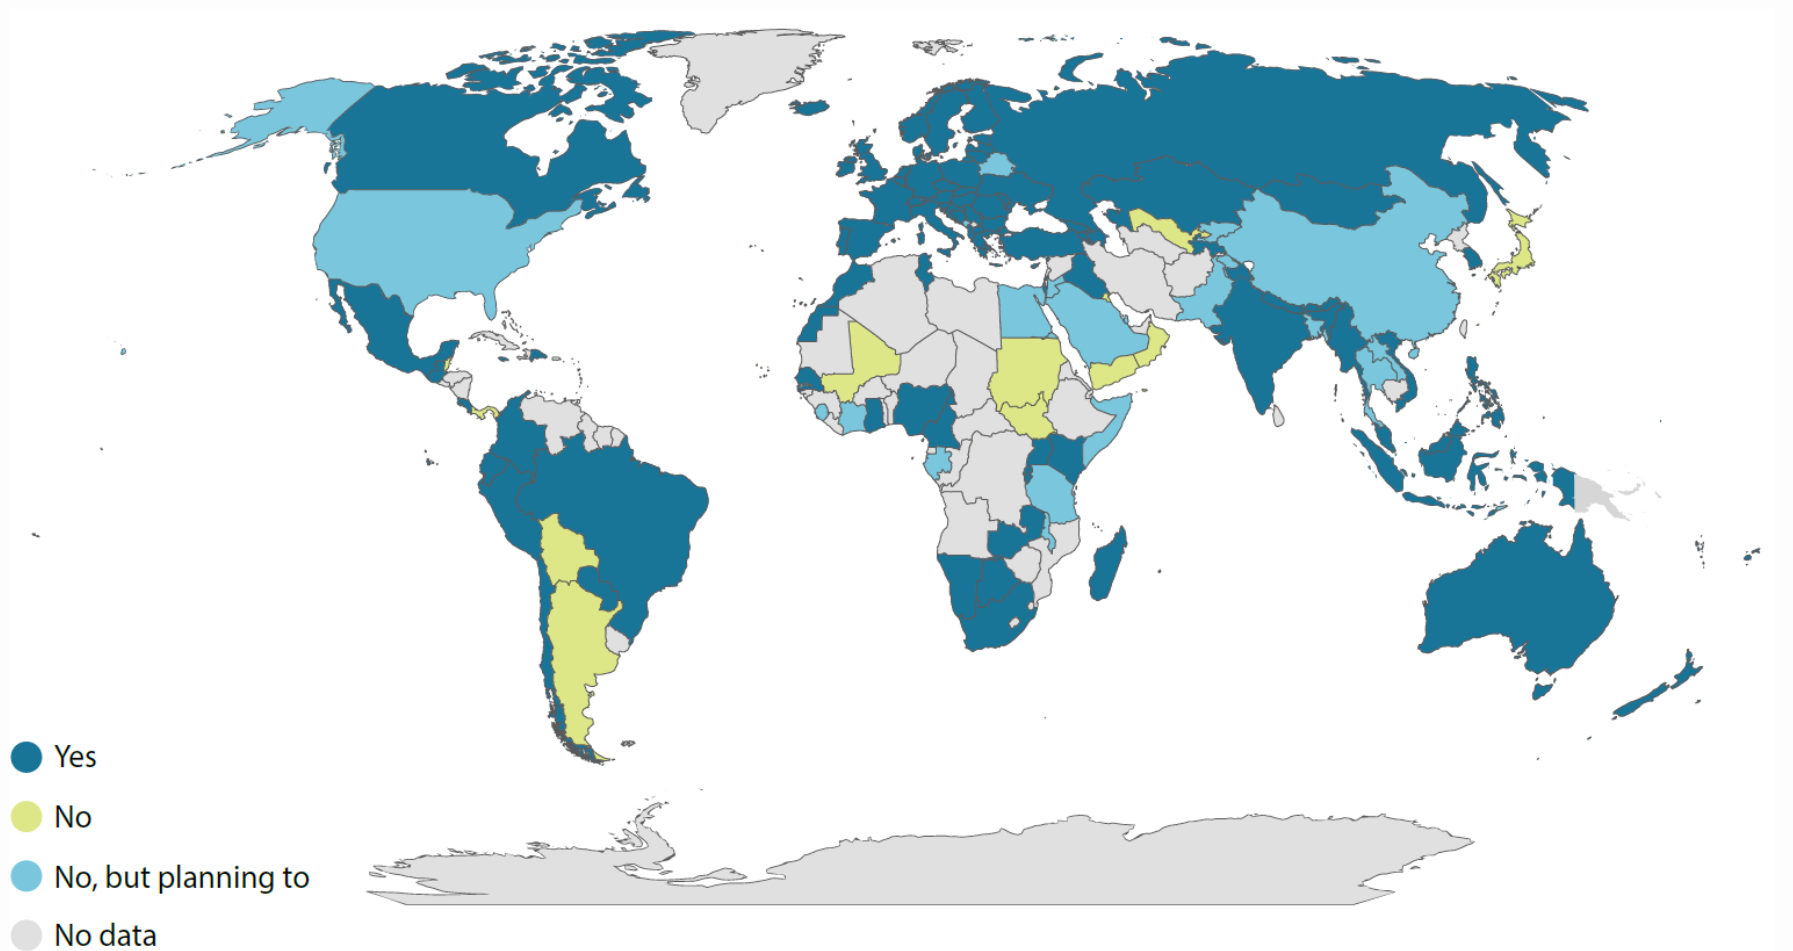 Yes
No
No, but planning to
No data